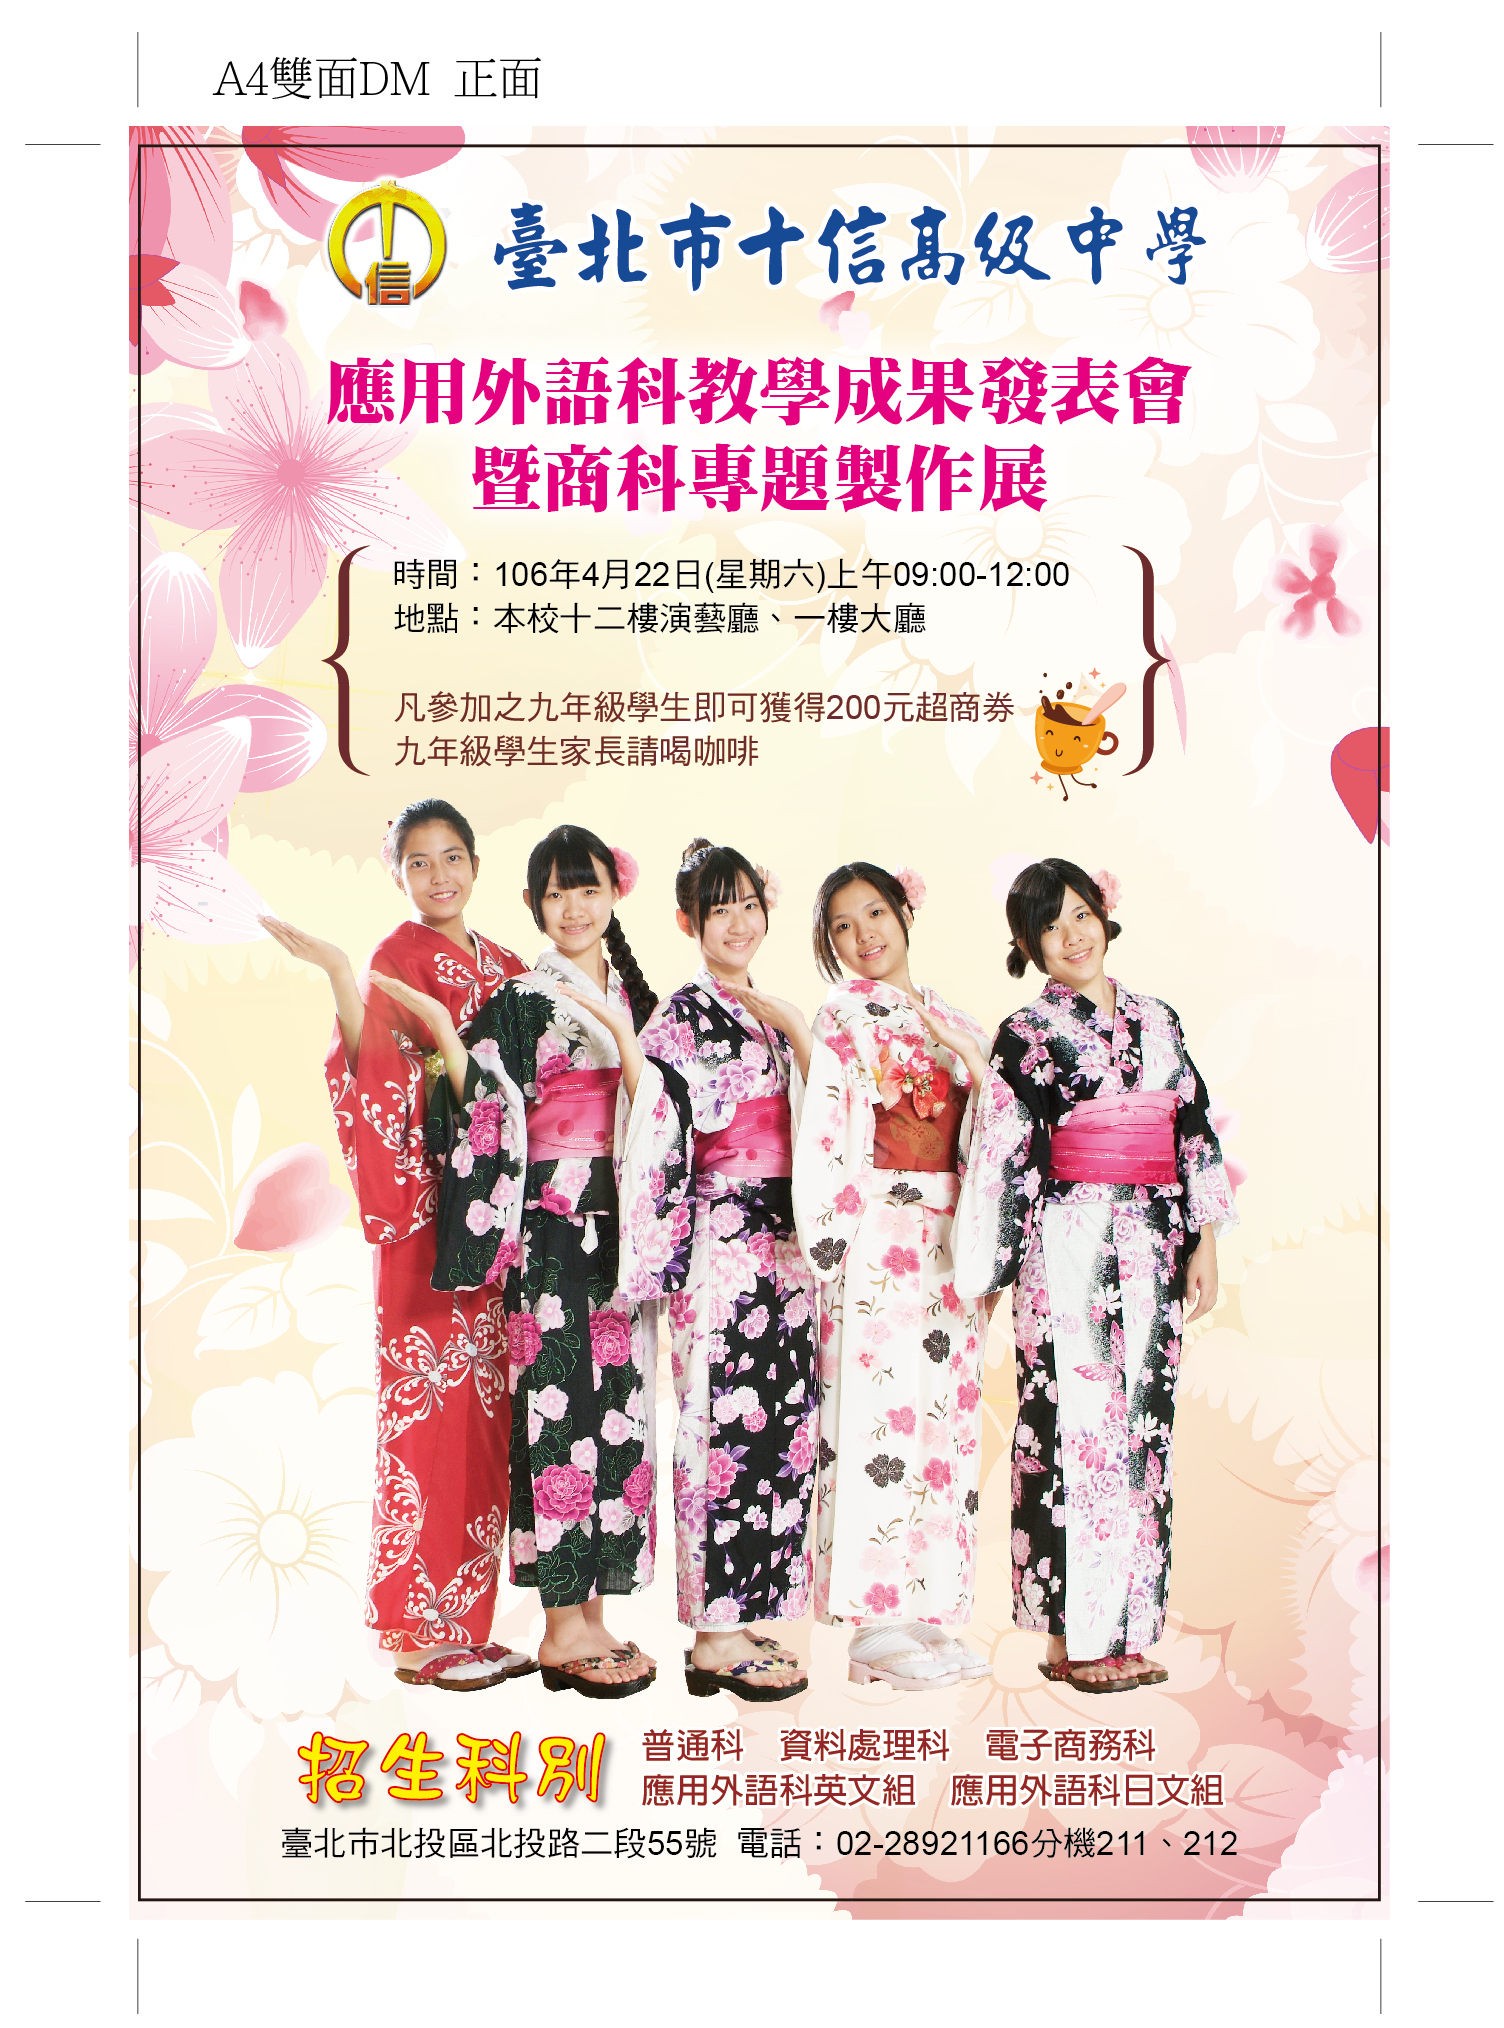 A4雙面DM 正面
信
臺北市十信高級中學
應用外語科教學成果發表會
暨商科專題製作展
時間：106年4月22日(星期六)上午09:00-12:00
地點：本校十二樓演藝廳、一樓大廳
凡參加之九年級學生即可獲得200元超商券
九年級學生家長請喝咖啡
招生科別
普通科 資料處理科 電子商務科
應用外語科英文組 應用外語科日文組
臺北市北投區北投路二段55號 電話：02-28921166分機211、212